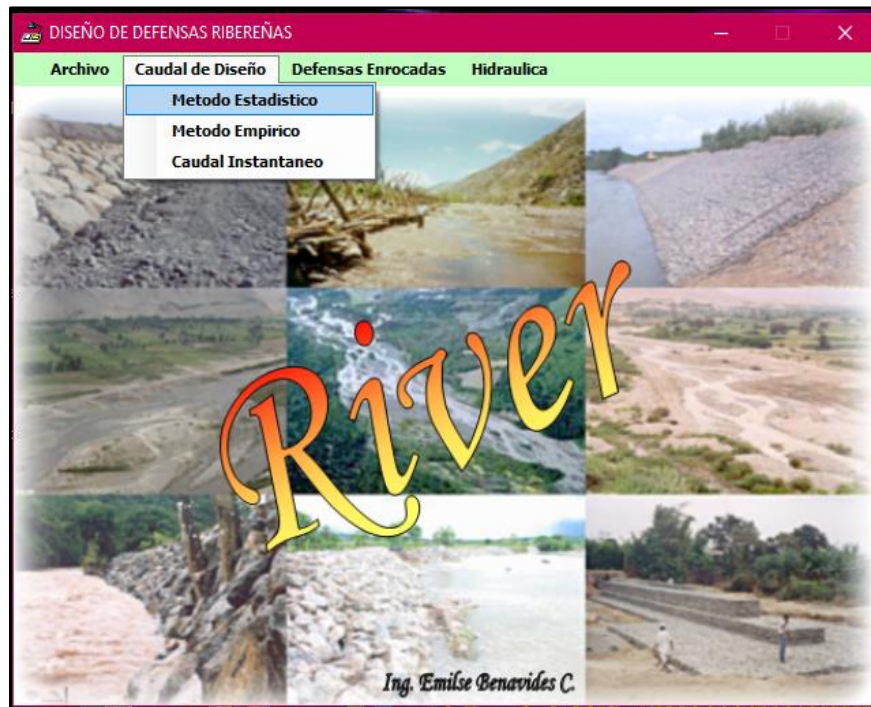 DISEÑO DE DEFENSAS RIBEREÑAS
Archivo Caudal de Diseño Defensas Enrocadas Hidraulica
Metodo Estadistico
Metodo Empirico
Caudal Instantaneo
River
Ing. Emilse Benavides C.